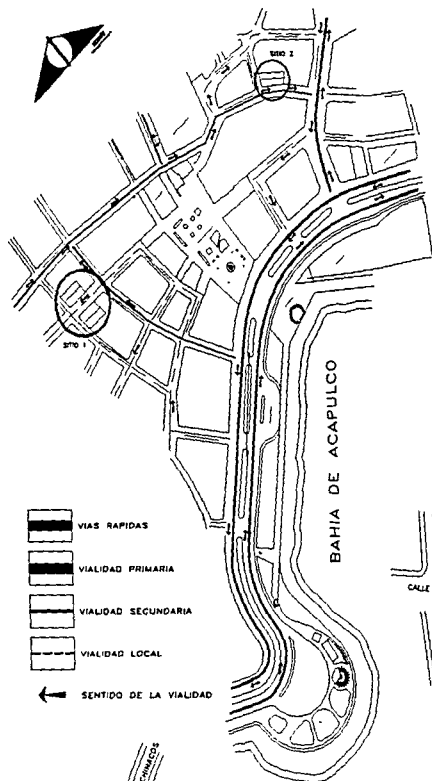 SITIO 2
SITIO 1
BAHIA DE ACAPULCO
VIAS RAPIDAS
VIALIDAD PRIMARIA
VIALIDAD SECUNDARIA
VIALIDAD LOCAL
SENTIDO DE LA VIALIDAD
CALLE
CHINACOS